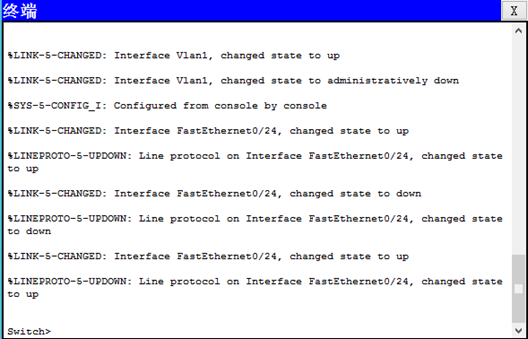 终端
X
%LINK-5-CHANGED: Interface Vlan1, changed state to up
%LINK-5-CHANGED: Interface Vlan1, changed state to administratively down
%SYS-5-CONFIG_I: Configured from console by console
%LINK-5-CHANGED: Interface FastEthernet0/24, changed state to up
%LINEPROTO-5-UPDOWN: Line protocol on Interface FastEthernet0/24, changed state
to up
%LINK-5-CHANGED: Interface FastEthernet0/24, changed state to down
%LINEPROTO-5-UPDOWN: Line protocol on Interface FastEthernet0/24, changed state
to down
%LINK-5-CHANGED: Interface FastEthernet0/24, changed state to up
%LINEPROTO-5-UPDOWN: Line protocol on Interface FastEthernet0/24, changed state
to up
Switch>